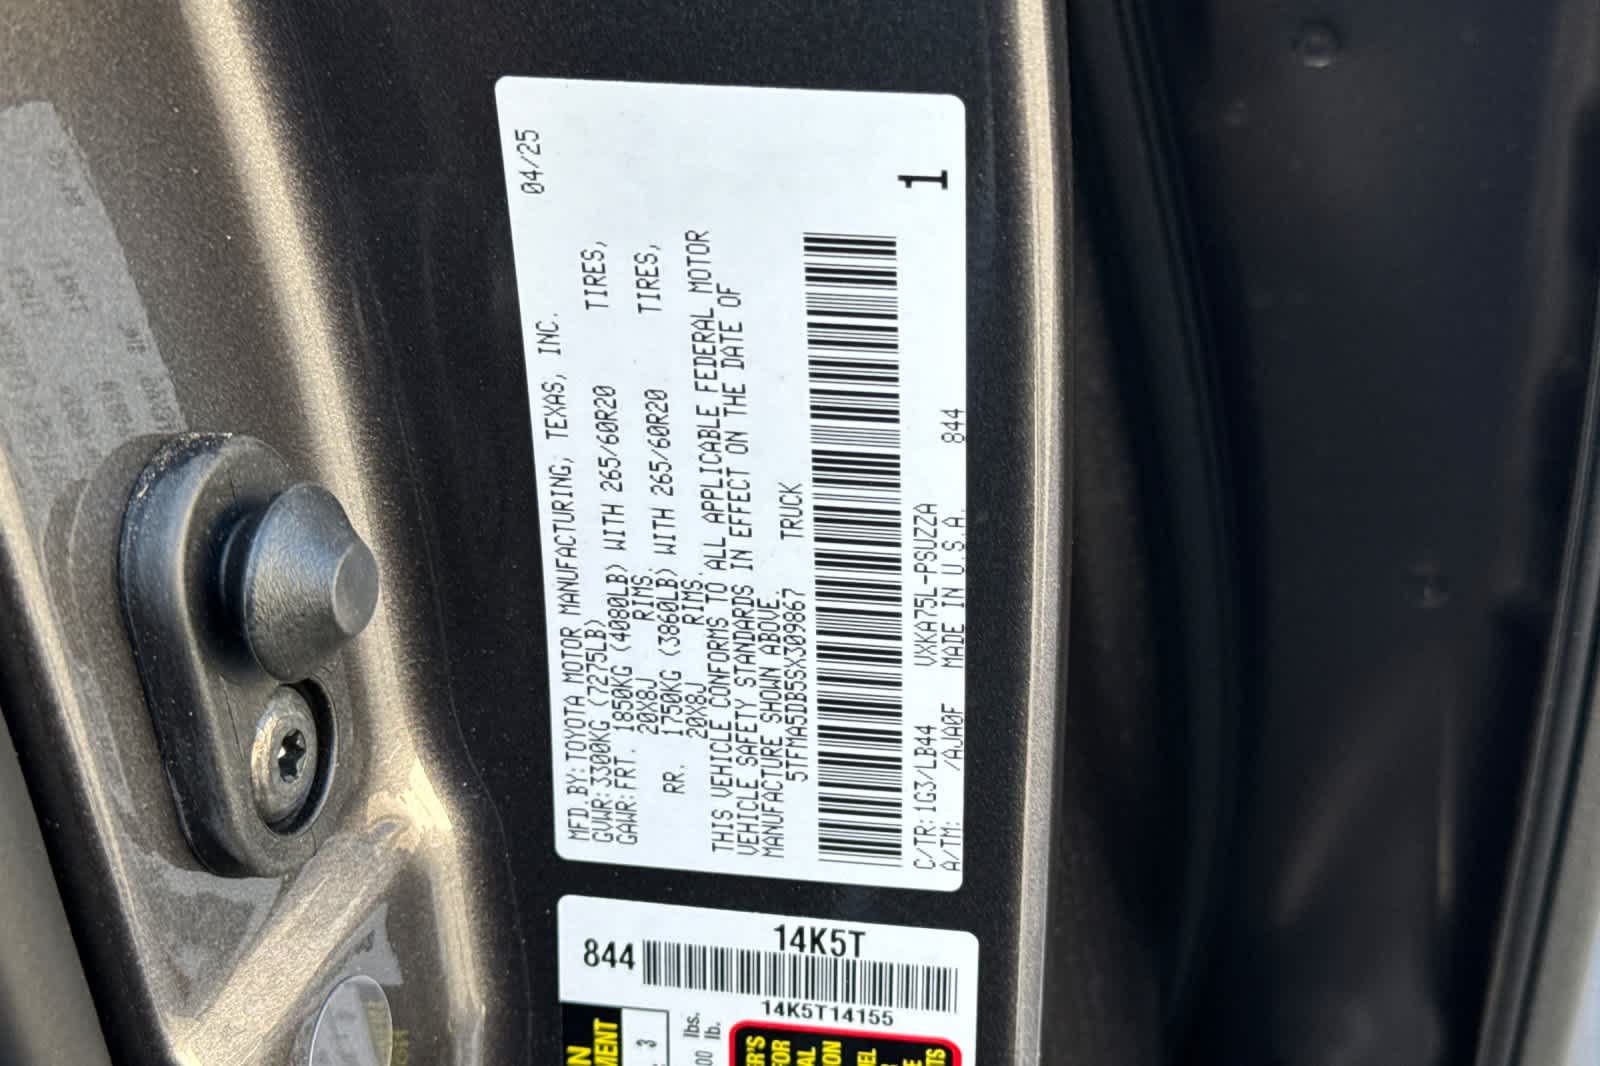 04/25
MFD.BY:TOYOTA MOTOR MANUFACTURING, TEXAS, INC.
GVWR:3300KG(7275LB)
GAWR:FRT. 1850KG (4080LB) WITH 265/60R20 TIRES,
20X8J RIMS,
RR. 1750KG (3860LB) WITH 265/60R20 TIRES,
20X8J RIMS.
THIS VEHICLE CONFORMS TO ALL APPLICABLE FEDERAL MOTOR
VEHICLE SAFETY STANDARDS IN EFFECT ON THE DATE OF
MANUFACTURE SHOWN ABOVE.
5TFMA5DB5SX309867 TRUCK
1
C/TR:1G3/LB44 VXKA75L-PSUZZA 844
A/TM: /AJA0F MADE IN U.S.A.
14K5T
844
14K5T14155
lbs.
lb.
3